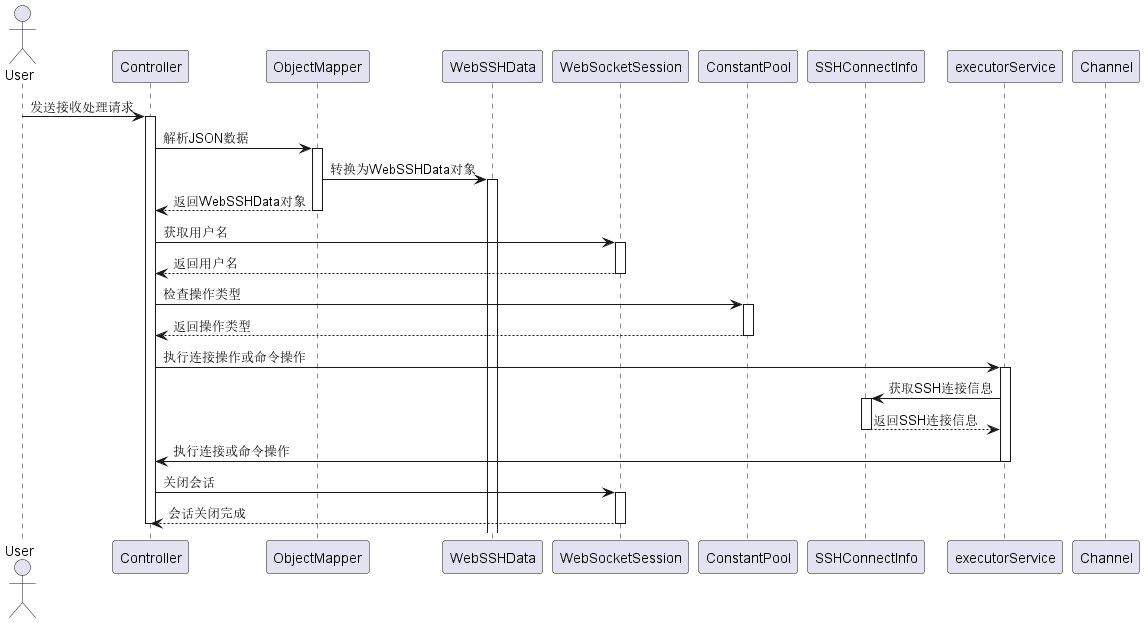 User
Controller
ObjectMapper
WebSSHData
WebSocketSession
ConstantPool
SSHConnectInfo
executorService
Channel
发送接收处理请求
解析JSON数据
转换为WebSSHData对象
返回WebSSHData对象
获取用户名
返回用户名
检查操作类型
返回操作类型
执行连接操作或命令操作
获取SSH连接信息
返回SSH连接信息
执行连接或命令操作
关闭会话
会话关闭完成
User
Controller
ObjectMapper
WebSSHData
WebSocketSession
ConstantPool
SSHConnectInfo
executorService
Channel